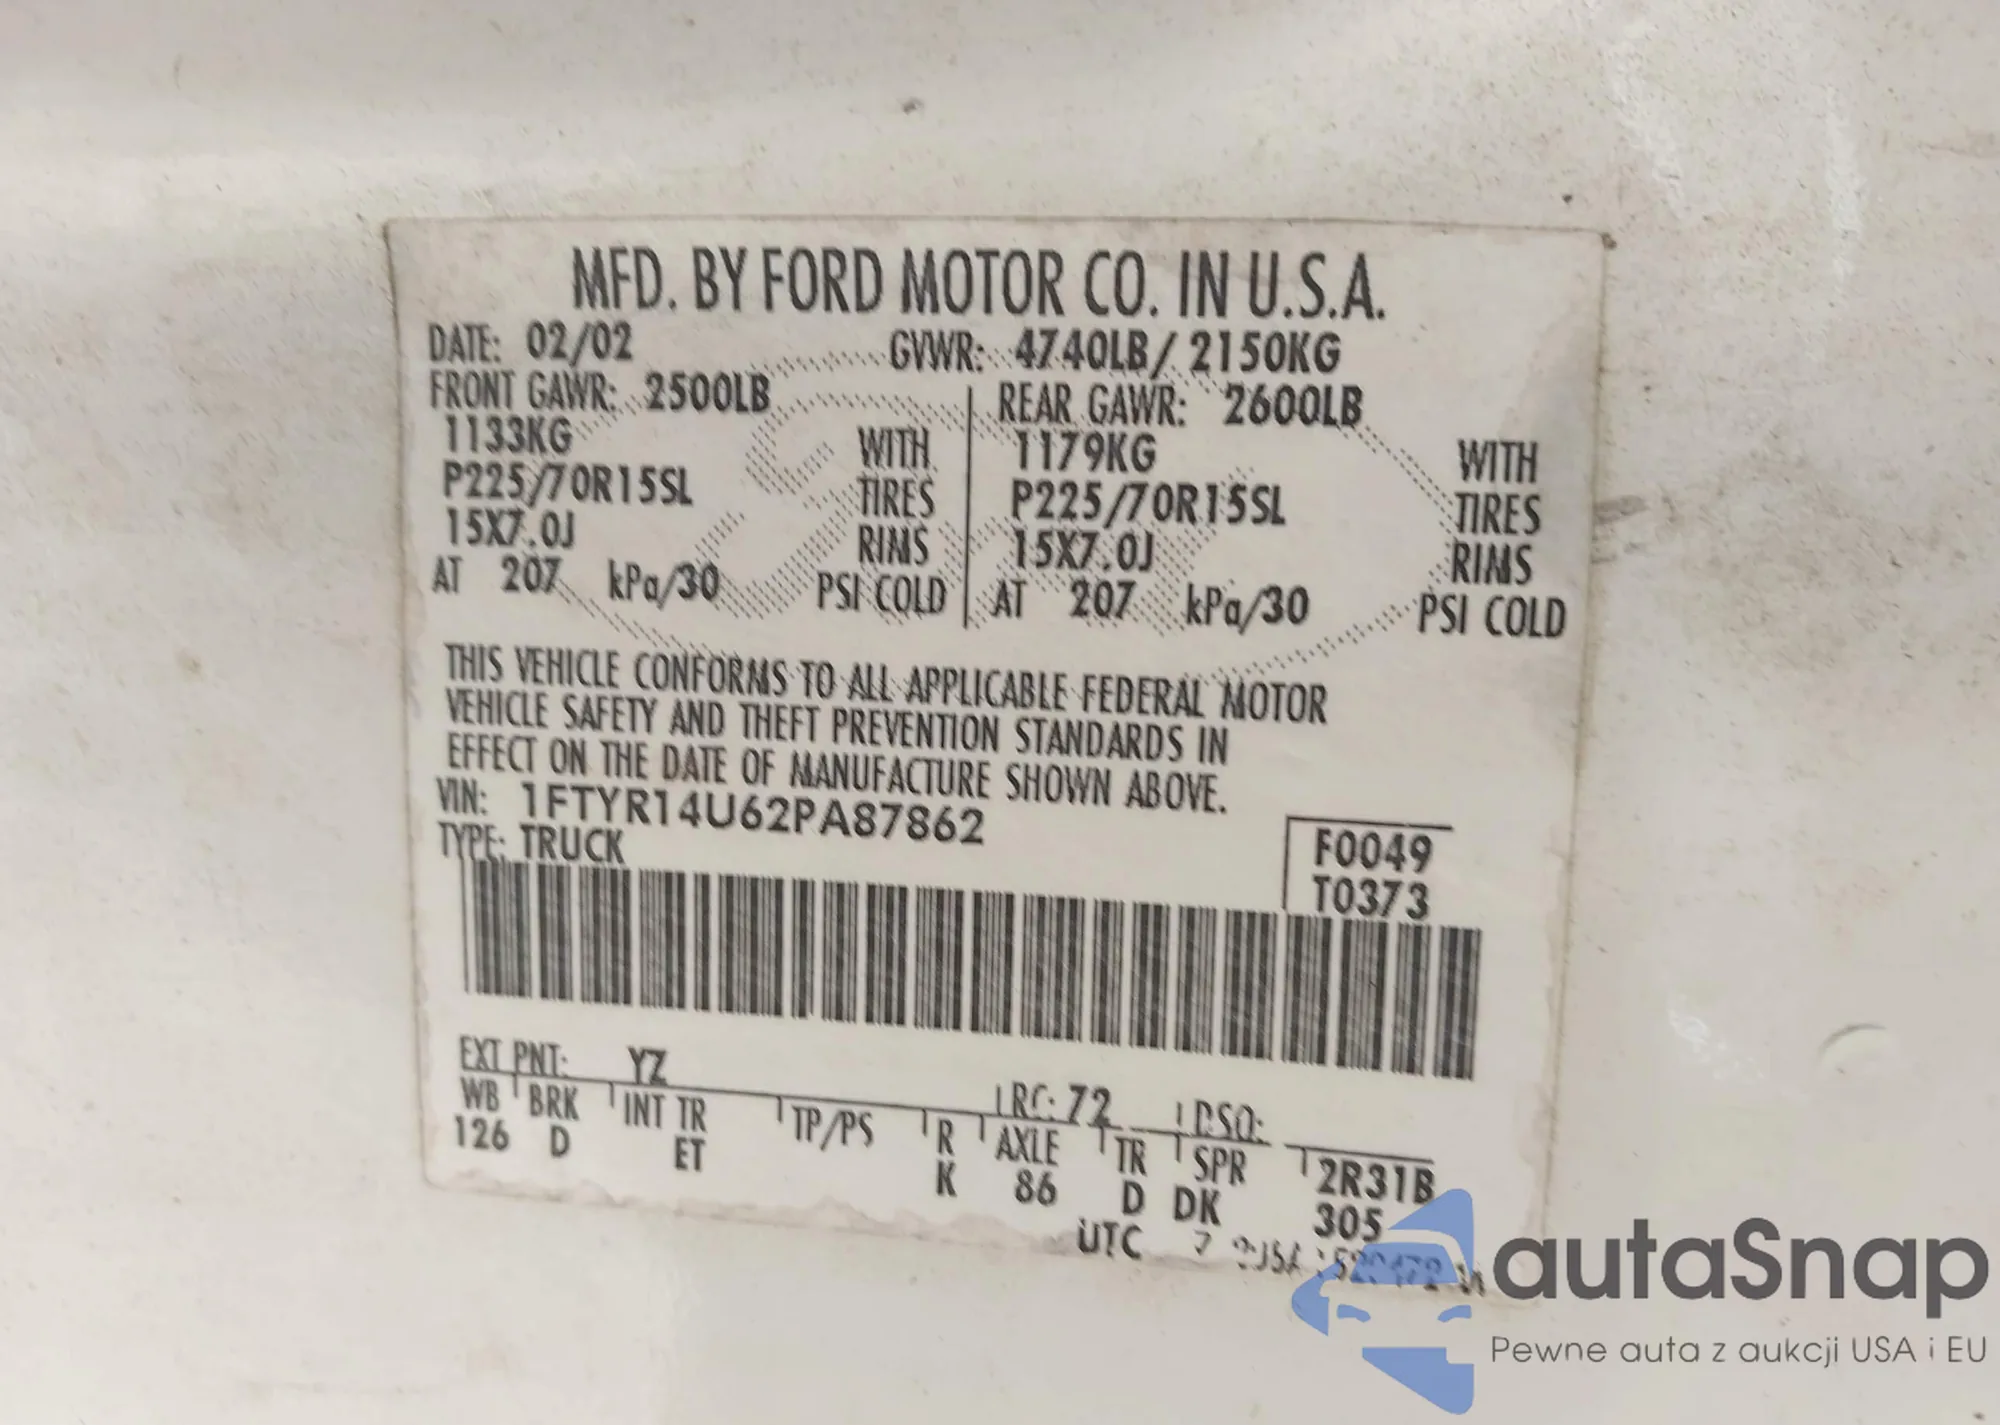 MFD. BY FORD MOTOR CO. IN U.S.A.
DATE: 02/02 GVWR: 4740LB/ 2150KG
FRONT GAWR: 2500LB REAR GAWR: 2600LB
1133KG WITH 1179KG WITH
P225/70R15SL TIRES P225/70R15SL TIRES
15X7.0J RIMS 15X7.0J RIMS
AT 207 kPa/30 PSI COLD AT 207 kPa/30 PSI COLD
THIS VEHICLE CONFORMS TO ALL APPLICABLE FEDERAL MOTOR
VEHICLE SAFETY AND THEFT PREVENTION STANDARDS IN
EFFECT ON THE DATE OF MANUFACTURE SHOWN ABOVE.
VIN: 1FTYR14U62PA87862
TYPE: TRUCK
F0049
T0373
EXT PNT: YZ RC: 72 DSO:
WB BRK INT TR TP/PS R AXLE TR SPR 2R31B
126 D ET K 86 D DK 305
UTC
autaSnap
Pewne auta z aukcji USA i EU